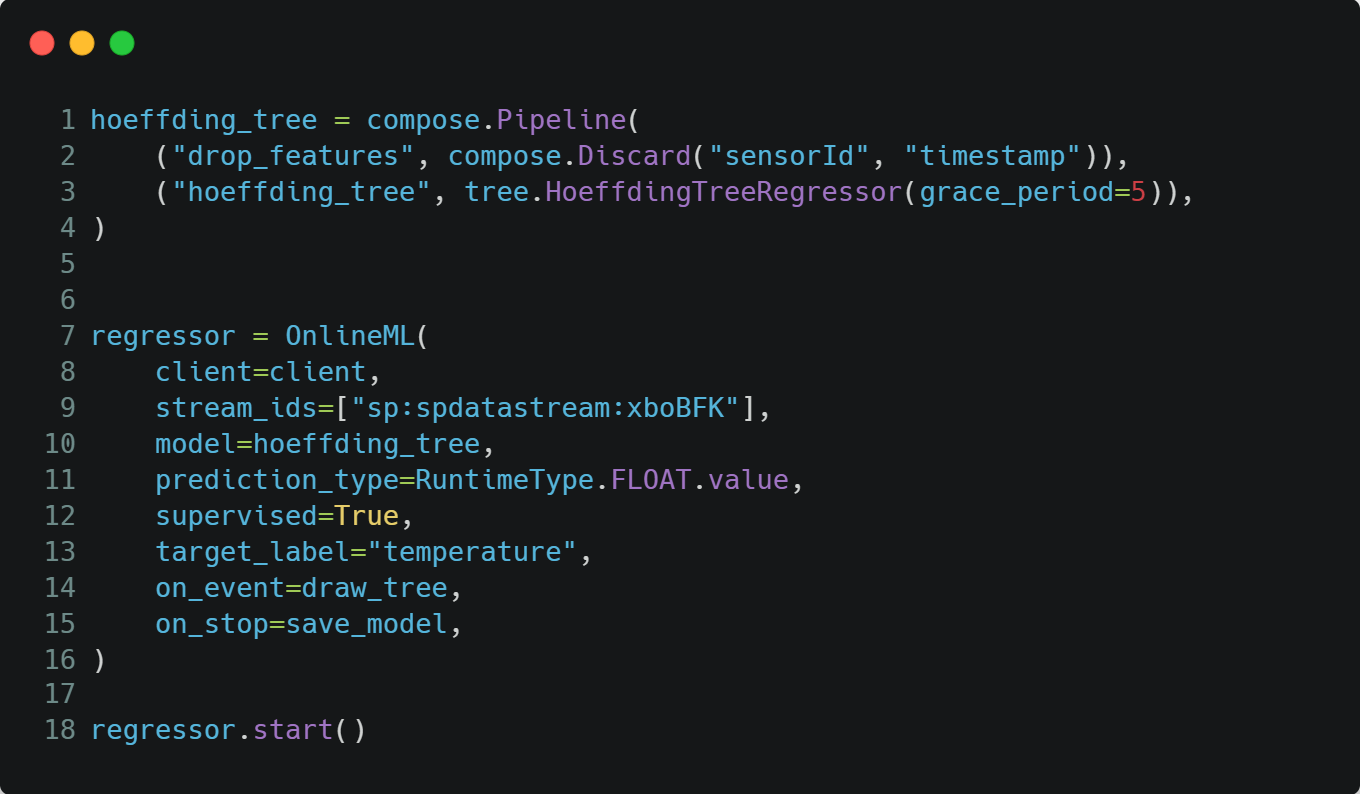 1 hoeffding_tree = compose.Pipeline(
2     ("drop_features", compose.Discard("sensorId", "timestamp")),
3     ("hoeffding_tree", tree.HoeffdingTreeRegressor(grace_period=5)),
4 )
5
6
7 regressor = OnlineML(
8     client=client,
9     stream_ids=["sp:spdatastream:xboBFK"],
10     model=hoeffding_tree,
11     prediction_type=RuntimeType.FLOAT.value,
12     supervised=True,
13     target_label="temperature",
14     on_event=draw_tree,
15     on_stop=save_model,
16 )
17
18 regressor.start()